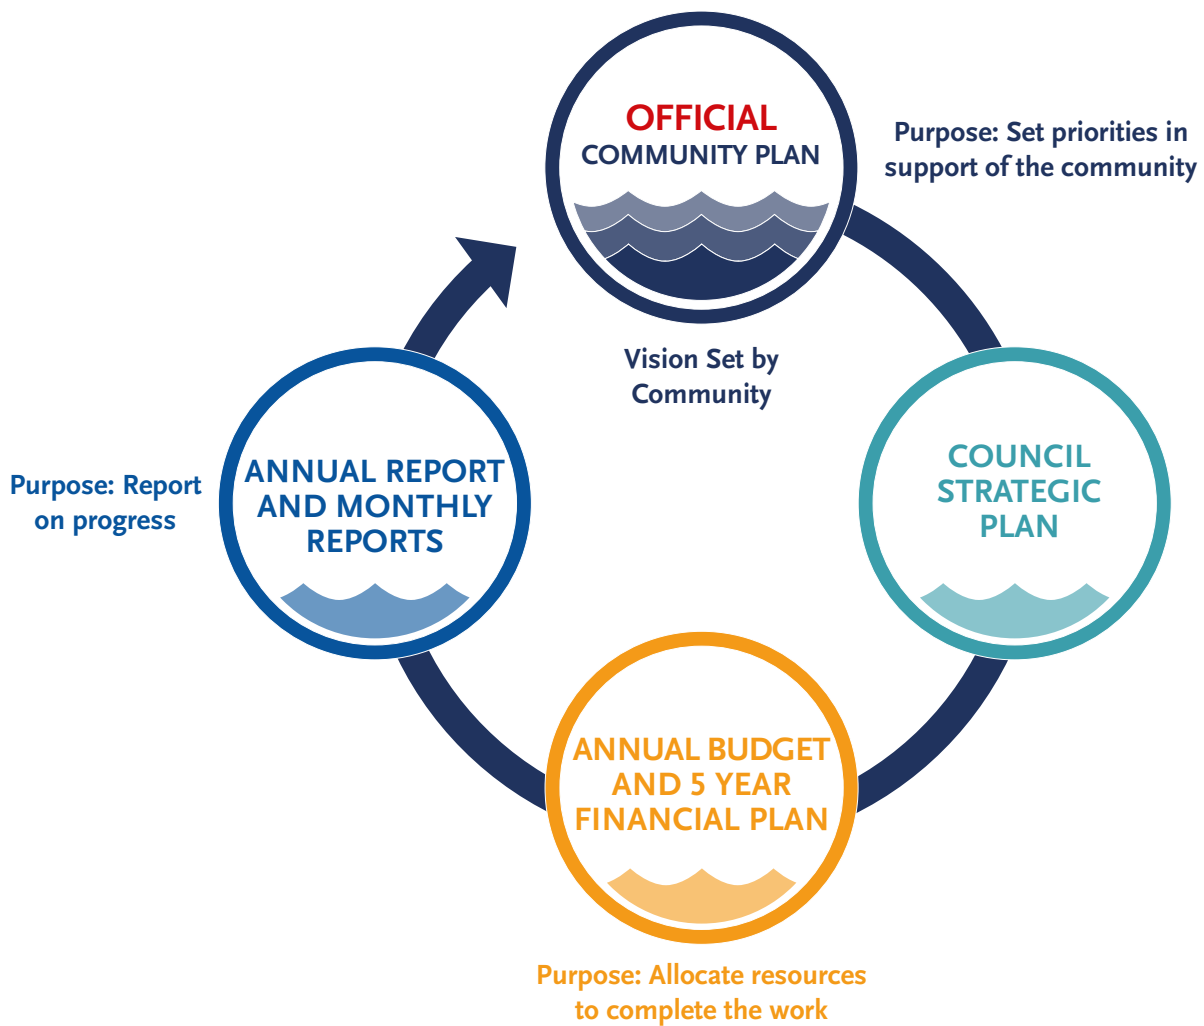 OFFICIAL
COMMUNITY PLAN
Purpose: Set priorities in
support of the community
Vision Set by
Community
COUNCIL
STRATEGIC
PLAN
ANNUAL BUDGET
AND 5 YEAR
FINANCIAL PLAN
Purpose: Allocate resources
to complete the work
ANNUAL REPORT
AND MONTHLY
REPORTS
Purpose: Report
on progress